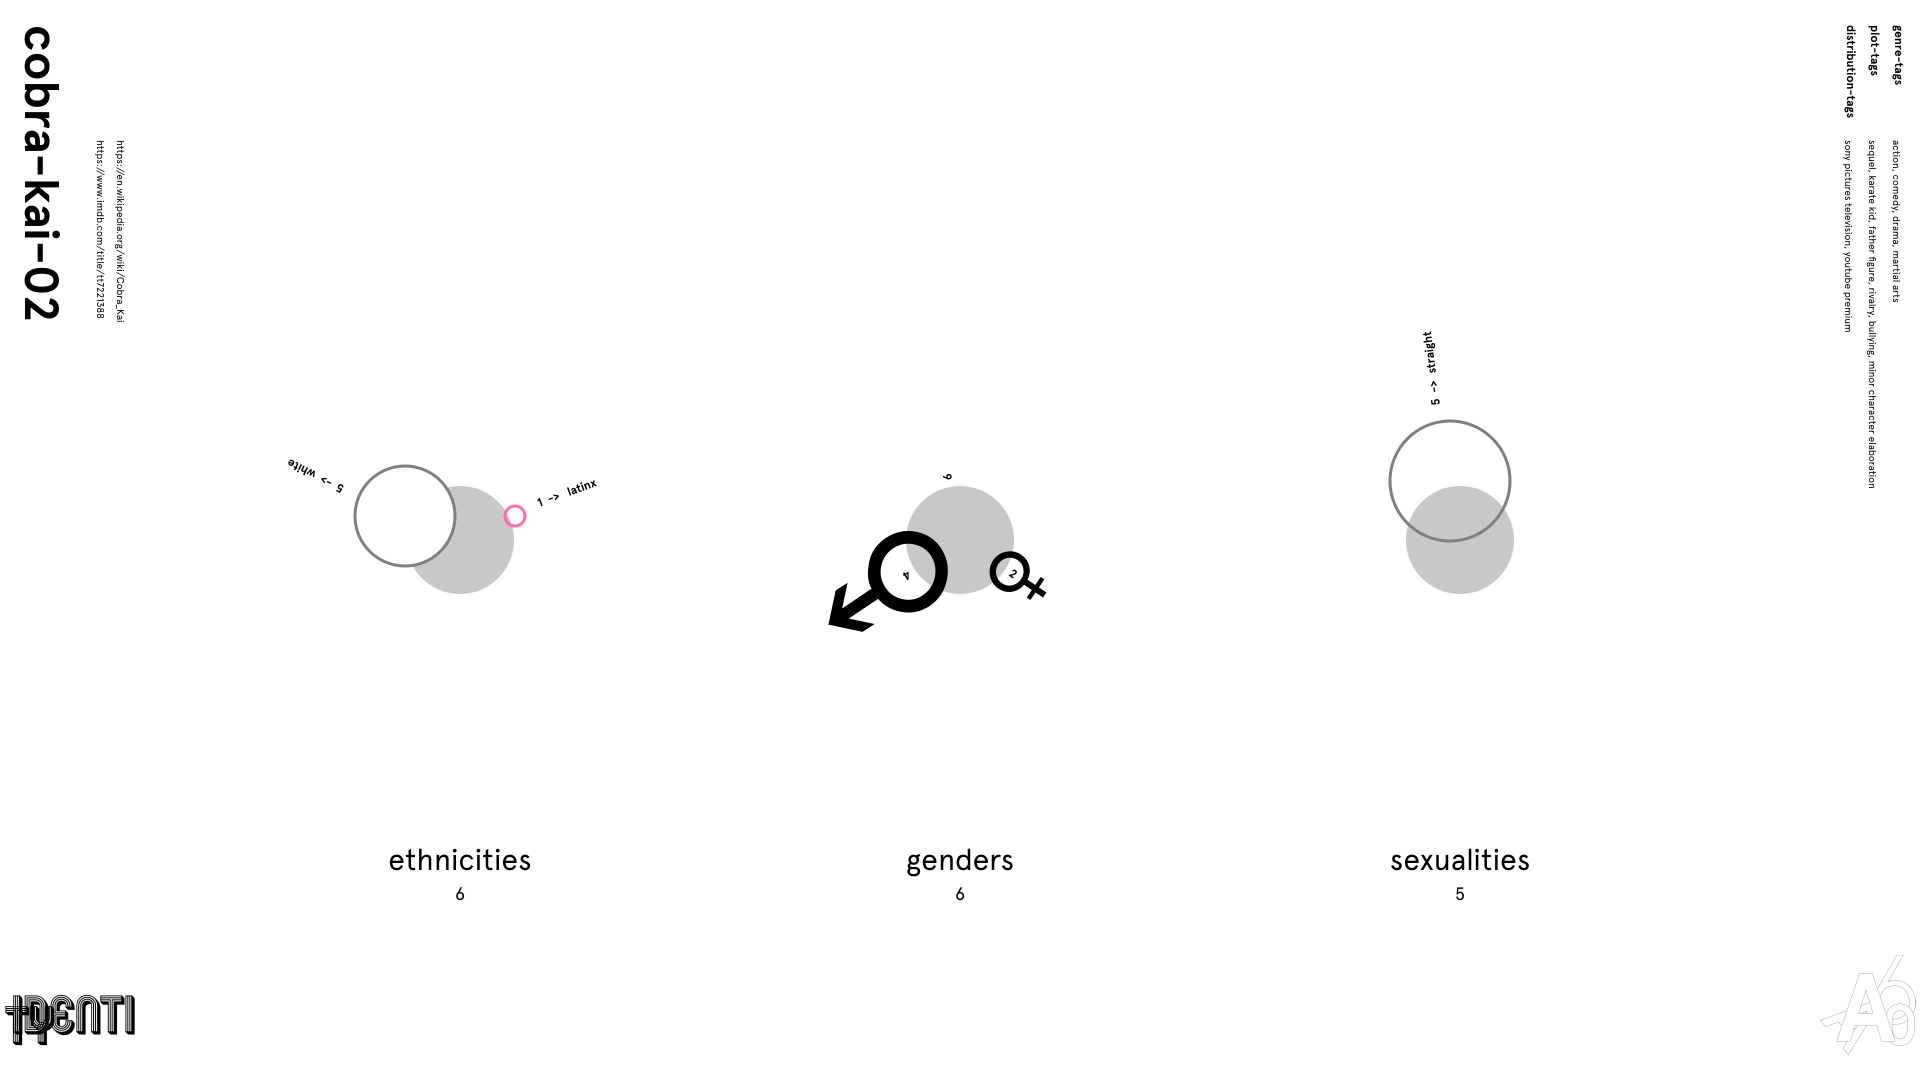 cobra-kai-02
https://en.wikipedia.org/wiki/Cobra_Kai
https://www.imdb.com/title/tt7221388
genre-tags
action, comedy, drama, martial arts
plot-tags
sequel, karate kid, father figure, rivalry, bullying, minor character elaboration
distribution-tags
sony pictures television, youtube premium
5 -> white
1 -> latinx
6
4
2
5 -> straight
ethnicities
6
genders
6
sexualities
5
IDENTI